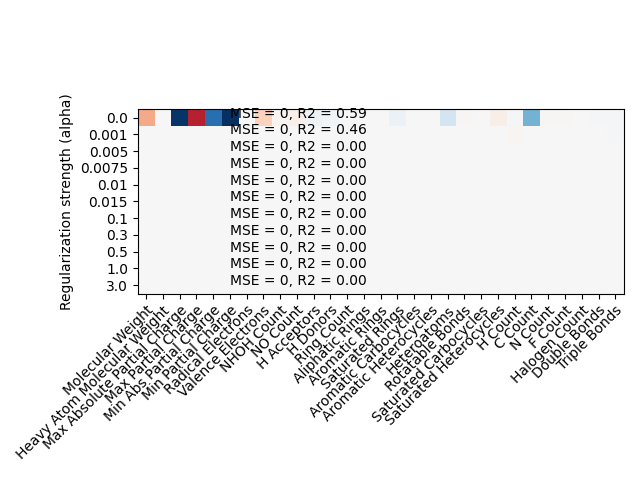 Regularization strength (alpha)
0.0 MSE = 0, R2 = 0.59
0.001 MSE = 0, R2 = 0.46
0.005 MSE = 0, R2 = 0.00
0.0075 MSE = 0, R2 = 0.00
0.01 MSE = 0, R2 = 0.00
0.015 MSE = 0, R2 = 0.00
0.1 MSE = 0, R2 = 0.00
0.3 MSE = 0, R2 = 0.00
0.5 MSE = 0, R2 = 0.00
1.0 MSE = 0, R2 = 0.00
3.0 MSE = 0, R2 = 0.00
Molecular Weight
Heavy Atom Molecular Weight
Max Absolute Partial Charge
Max Partial Charge
Min Abs Partial Charge
Min Partial Charge
Radical Electrons
Valence Electrons
NHOH Count
NO Count
H Acceptors
H Donors
Ring Count
Aliphatic Rings
Aromatic Rings
Saturated Rings
Aromatic Carbocycles
Aromatic Heterocycles
Heteroatoms
Rotatable Bonds
Saturated Carbocycles
Saturated Heterocycles
H Count
C Count
N Count
F Count
Halogen Count
Double Bonds
Triple Bonds